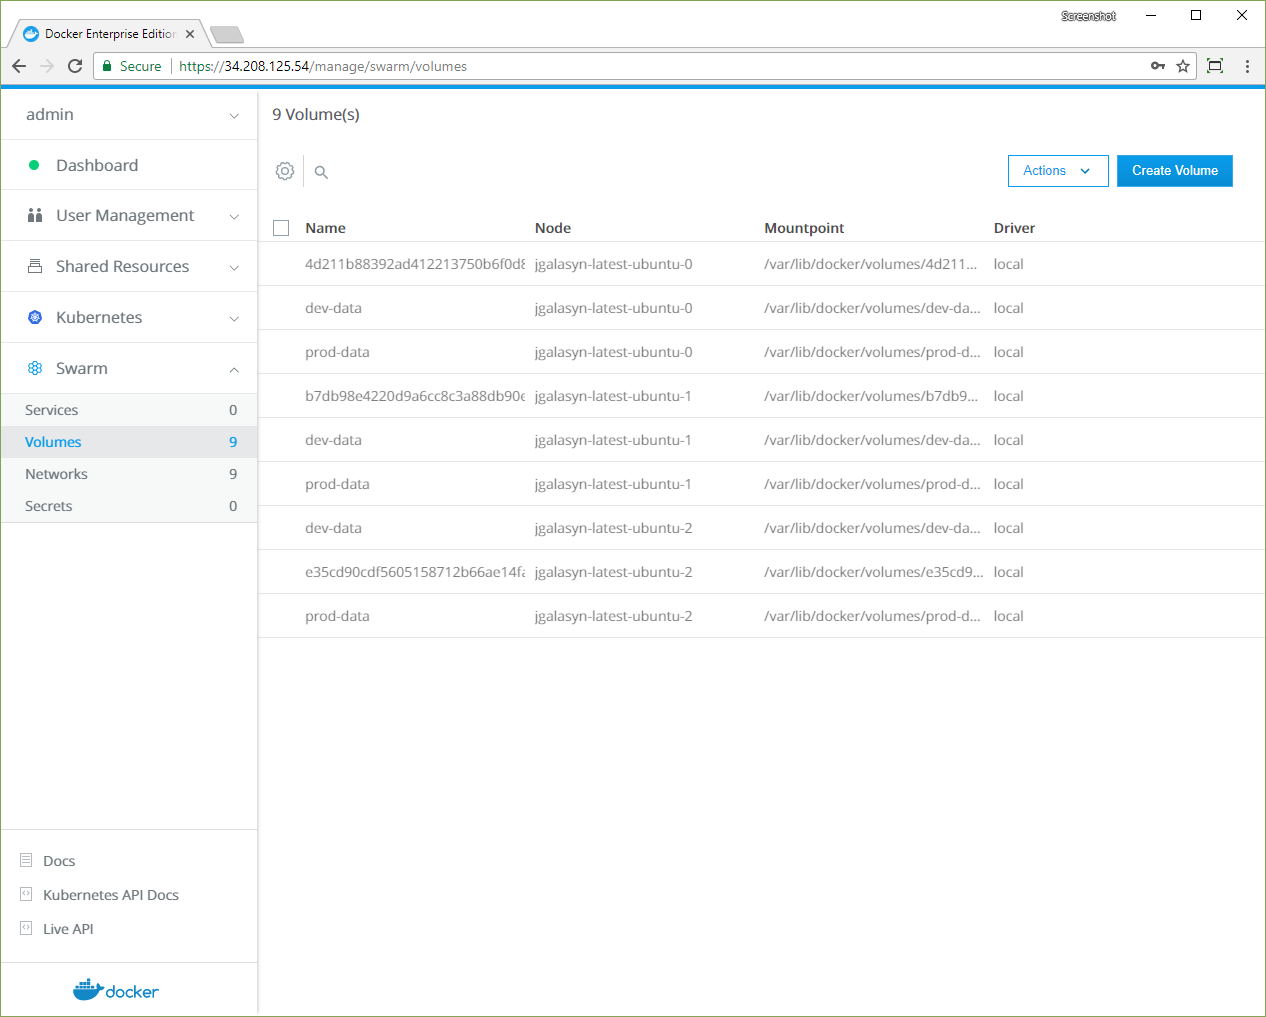 Screenshot
Docker Enterprise Edition
Secure https://34.208.125.54/manage/swarm/volumes
admin
Dashboard
User Management
Shared Resources
Kubernetes
Swarm
Services 0
Volumes 9
Networks 9
Secrets 0
Docs
Kubernetes API Docs
Live API
docker
9 Volume(s)
Actions Create Volume
Name Node Mountpoint Driver
4d211b88392ad412213750b6f0d8 jgalasyn-latest-ubuntu-0 /var/lib/docker/volumes/4d211... local
dev-data jgalasyn-latest-ubuntu-0 /var/lib/docker/volumes/dev-da... local
prod-data jgalasyn-latest-ubuntu-0 /var/lib/docker/volumes/prod-d... local
b7db98e4220d9a6cc8c3a88db90e jgalasyn-latest-ubuntu-1 /var/lib/docker/volumes/b7db9... local
dev-data jgalasyn-latest-ubuntu-1 /var/lib/docker/volumes/dev-da... local
prod-data jgalasyn-latest-ubuntu-1 /var/lib/docker/volumes/prod-d... local
dev-data jgalasyn-latest-ubuntu-2 /var/lib/docker/volumes/dev-da... local
e35cd90cdf5605158712b66ae14fa jgalasyn-latest-ubuntu-2 /var/lib/docker/volumes/e35cd9... local
prod-data jgalasyn-latest-ubuntu-2 /var/lib/docker/volumes/prod-d... local